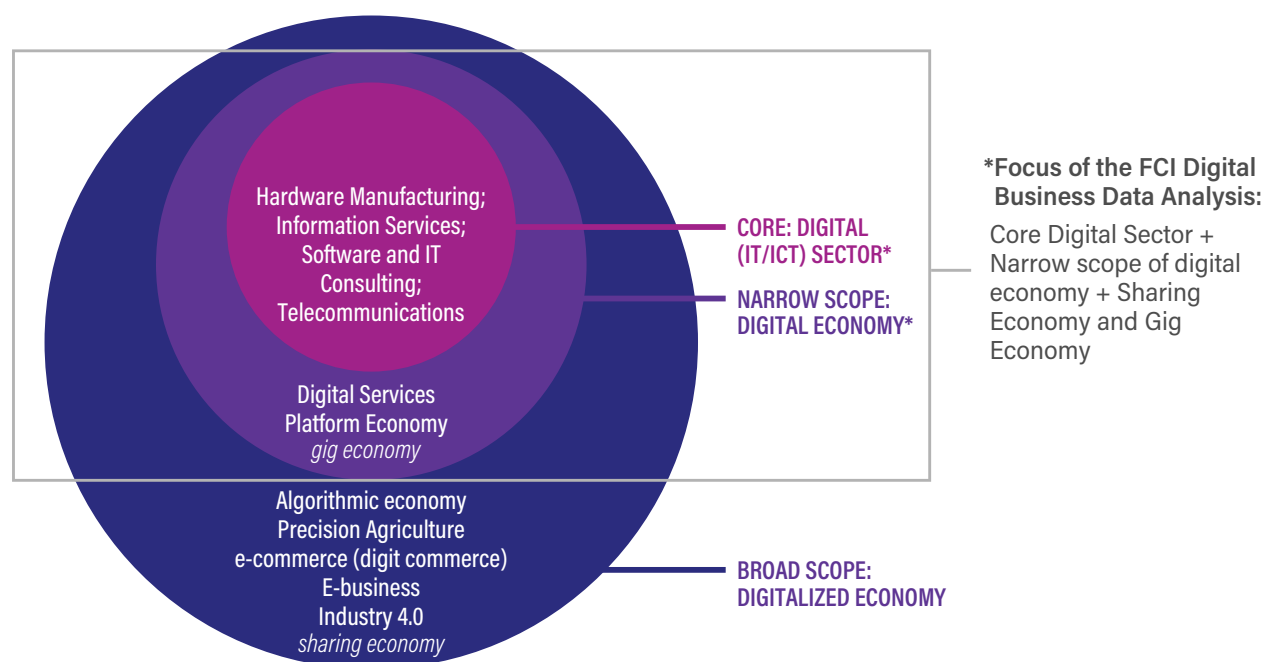 Hardware Manufacturing;
Information Services;
Software and IT
Consulting;
Telecommunications
Digital Services
Platform Economy
gig economy
Algorithmic economy
Precision Agriculture
e-commerce (digit commerce)
E-business
Industry 4.0
sharing economy
CORE: DIGITAL
(IT/ICT) SECTOR*
NARROW SCOPE:
DIGITAL ECONOMY*
BROAD SCOPE:
DIGITALIZED ECONOMY
*Focus of the FCI Digital
Business Data Analysis:
Core Digital Sector +
Narrow scope of digital
economy + Sharing
Economy and Gig
Economy